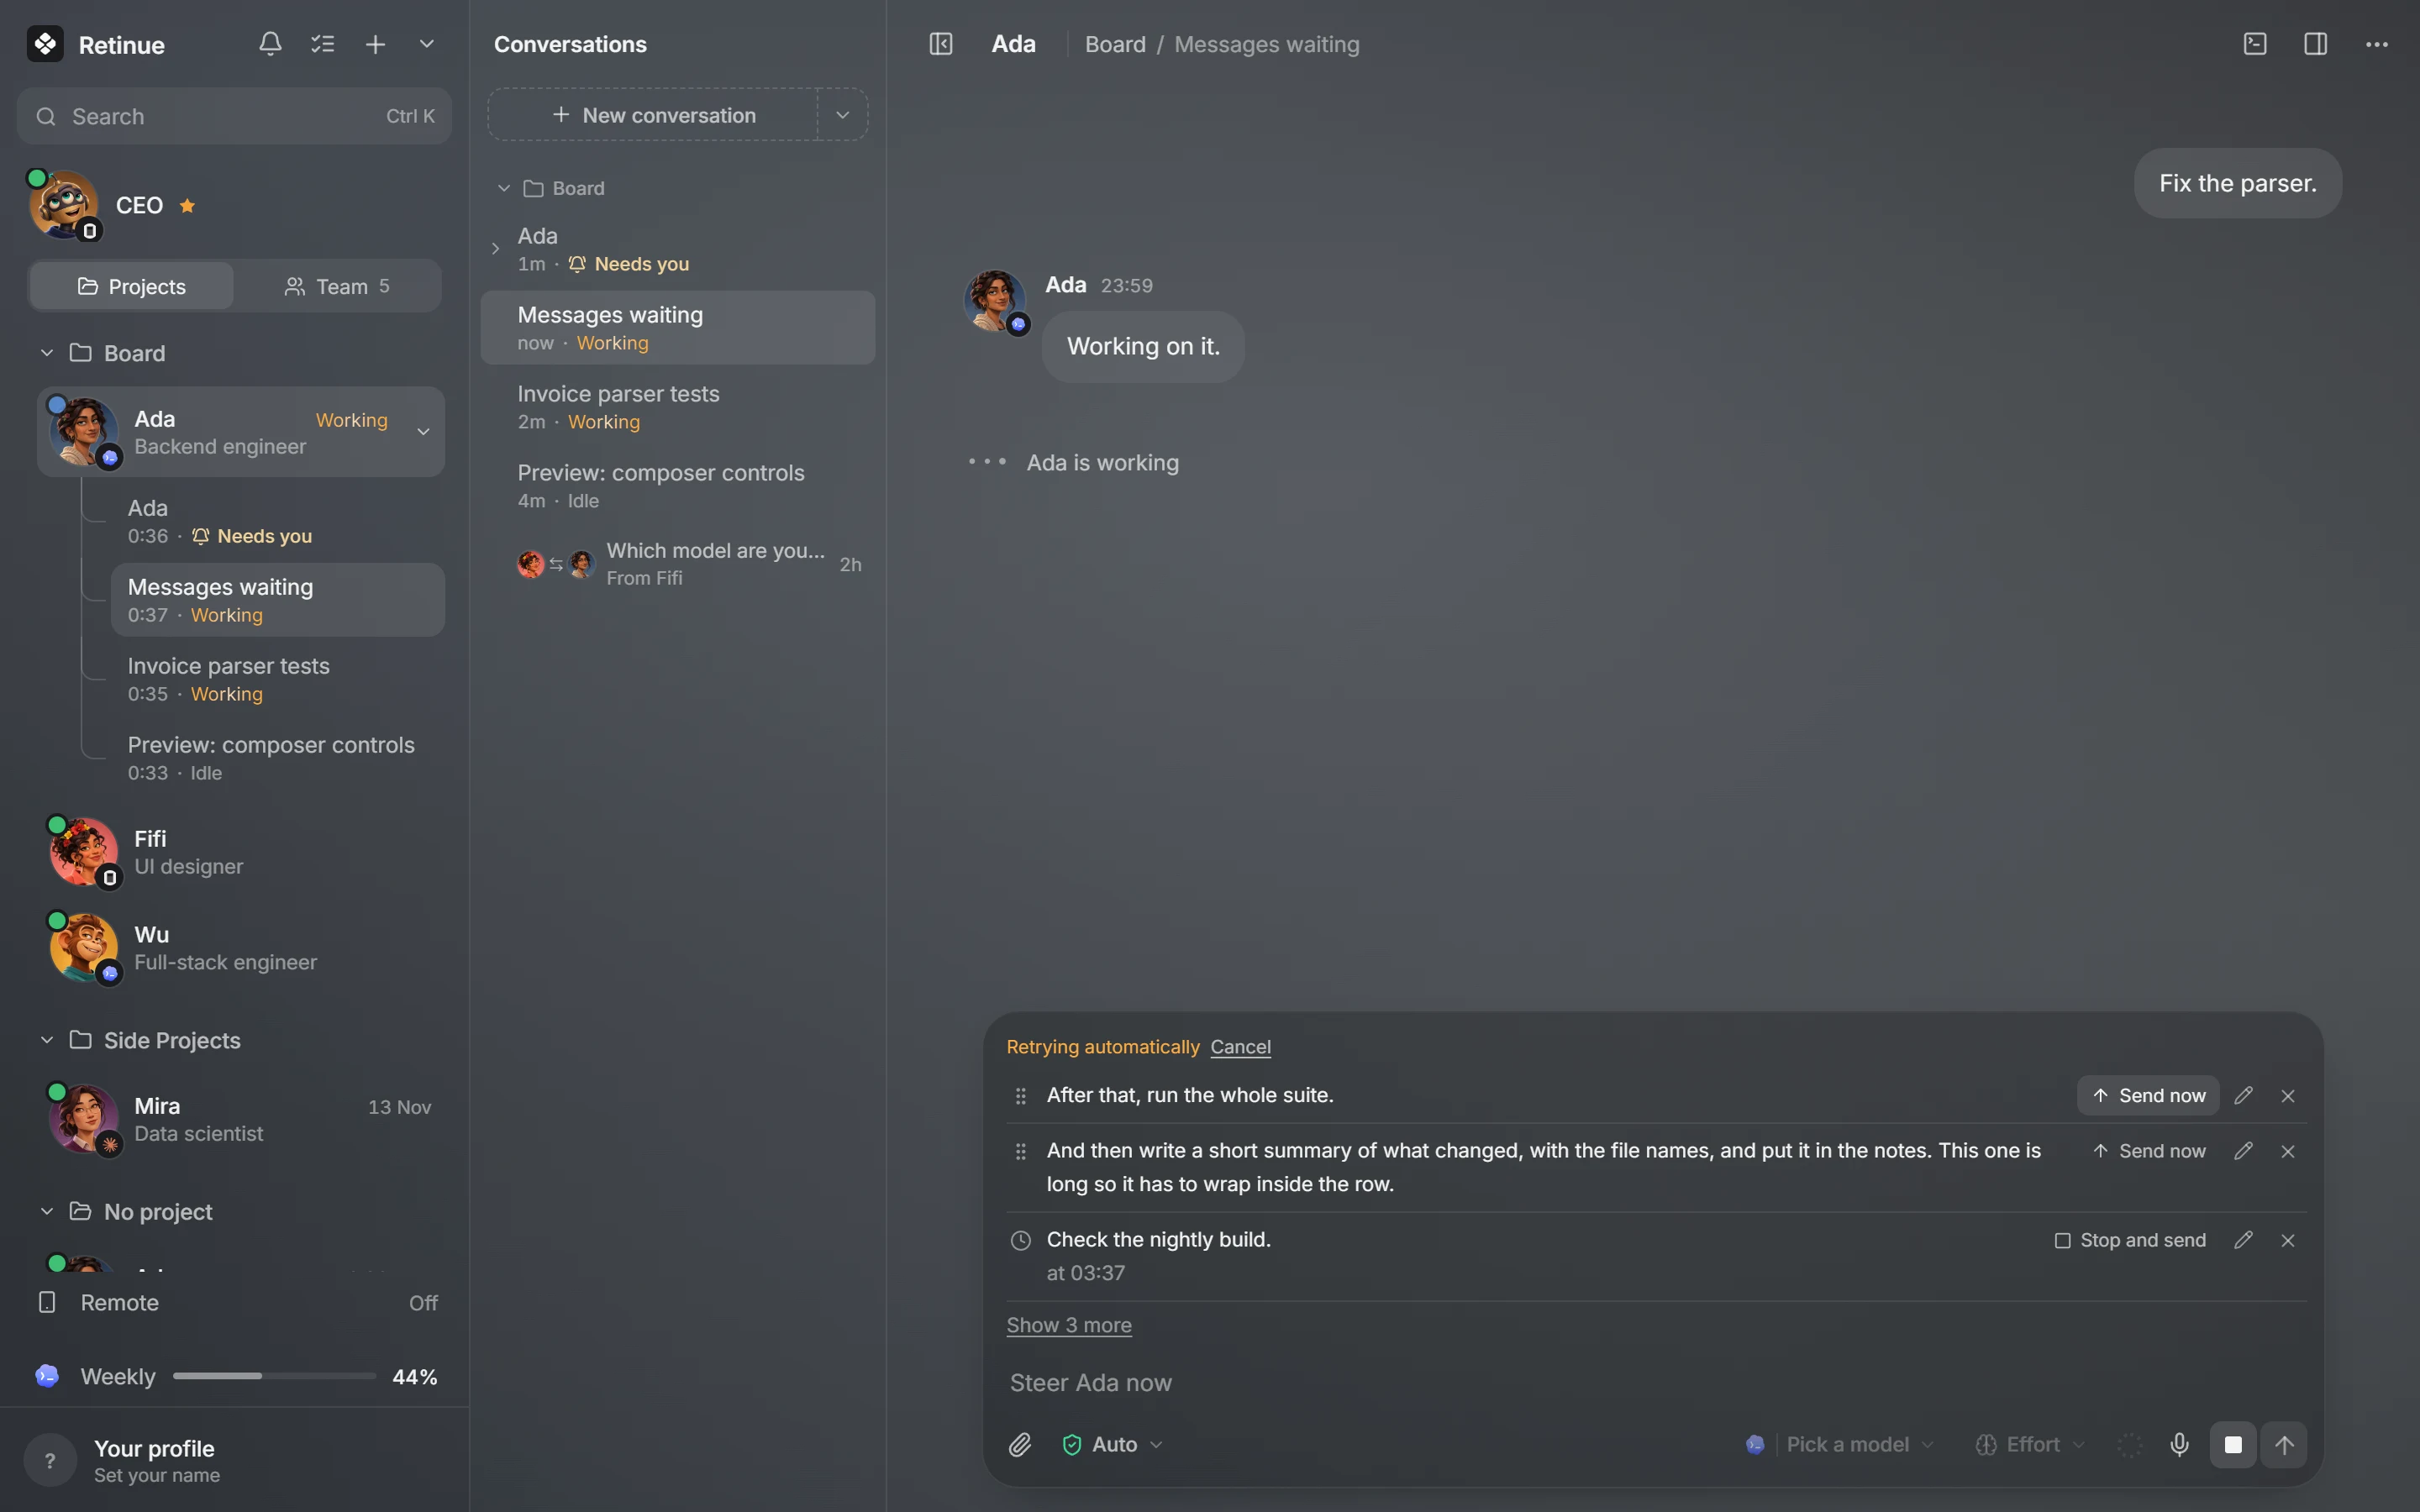 Retinue
Search
Ctrl K
CEO
Projects
Team 5
Board
Ada
Working
Backend engineer
Ada
0:36 · Needs you
Messages waiting
0:37 · Working
Invoice parser tests
0:35 · Working
Preview: composer controls
0:33 · Idle
Fifi
UI designer
Wu
Full-stack engineer
Side Projects
Mira
13 Nov
Data scientist
No project
Remote
Off
Weekly
44%
?
Your profile
Set your name
Conversations
+ New conversation
Board
Ada
1m · Needs you
Messages waiting
now · Working
Invoice parser tests
2m · Working
Preview: composer controls
4m · Idle
Which model are you...
2h
From Fifi
Ada
Board / Messages waiting
Fix the parser.
Ada 23:59
Working on it.
Ada is working
Retrying automatically Cancel
After that, run the whole suite.
Send now
And then write a short summary of what changed, with the file names, and put it in the notes. This one is
Send now
long so it has to wrap inside the row.
Check the nightly build.
Stop and send
at 03:37
Show 3 more
Steer Ada now
Auto
Pick a model
Effort